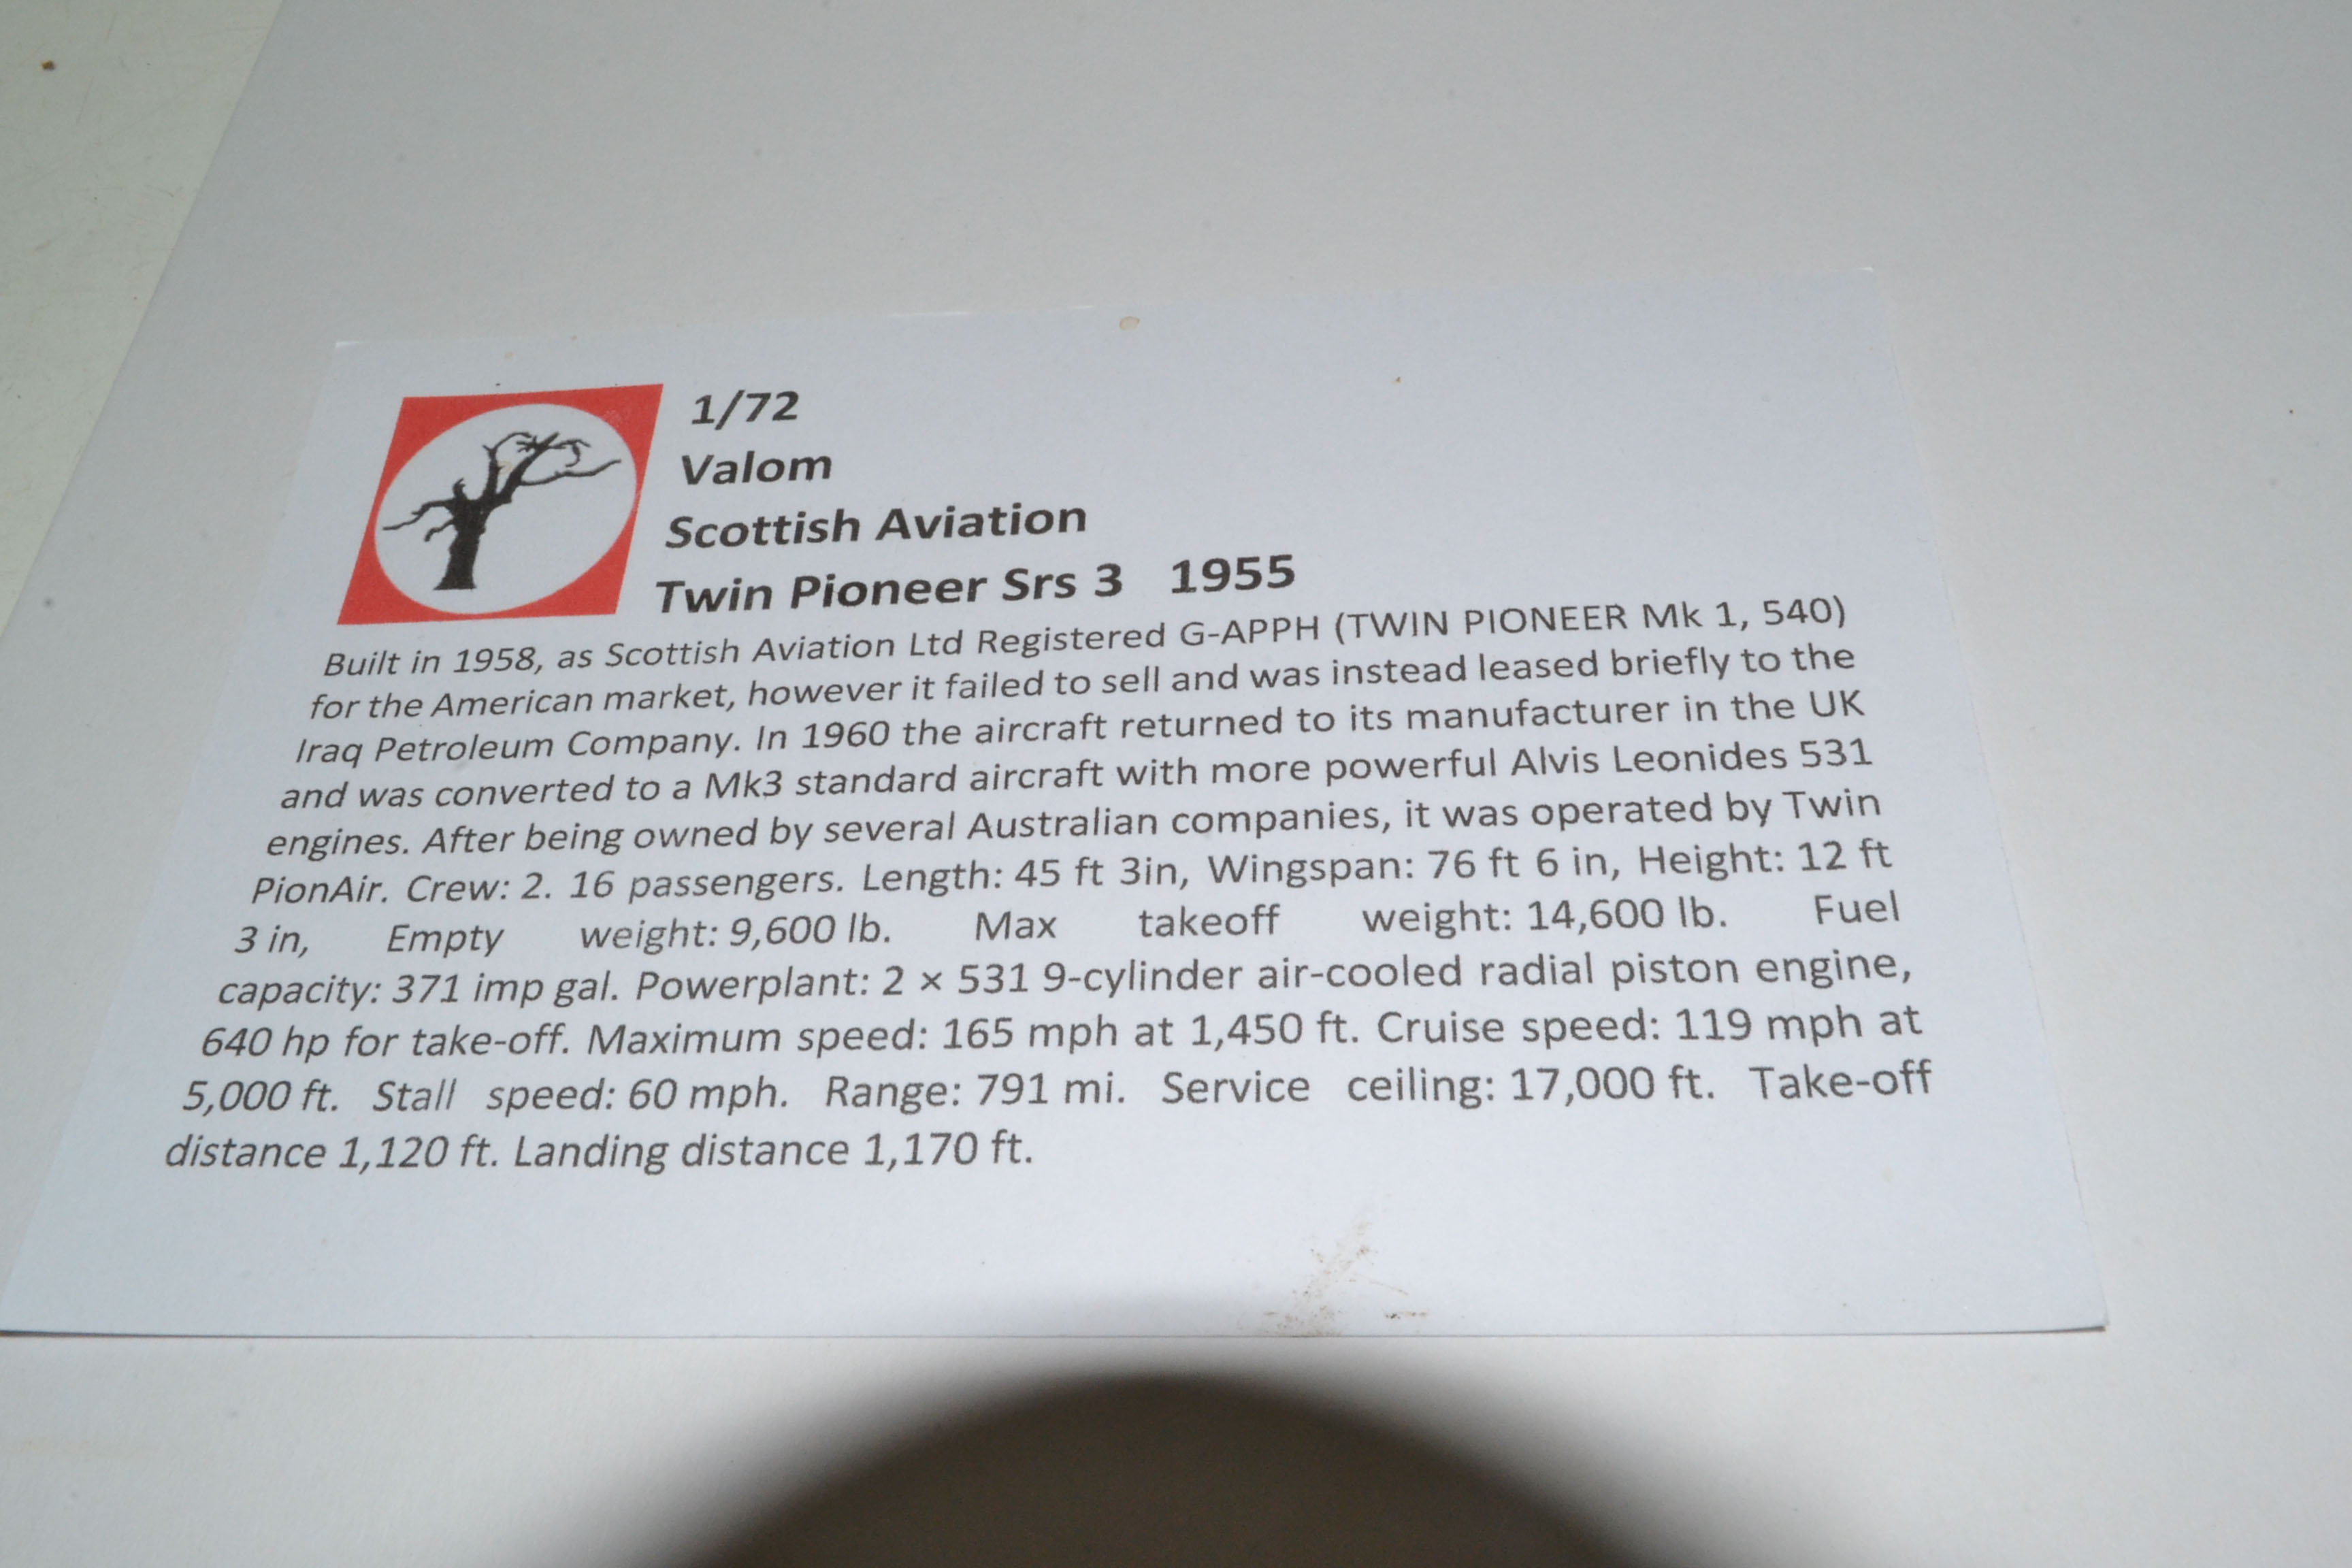 1/72
Valom
Scottish Aviation
Twin Pioneer Srs 3 1955
Built in 1958, as Scottish Aviation Ltd Registered G-APPH (TWIN PIONEER Mk 1, 540)
for the American market, however it failed to sell and was instead leased briefly to the
Iraq Petroleum Company. In 1960 the aircraft returned to its manufacturer in the UK
and was converted to a Mk3 standard aircraft with more powerful Alvis Leonides 531
engines. After being owned by several Australian companies, it was operated by Twin
PionAir. Crew: 2. 16 passengers. Length: 45 ft 3in, Wingspan: 76 ft 6 in, Height: 12 ft
3 in, Empty weight: 9,600 lb. Max takeoff weight: 14,600 lb. Fuel
capacity: 371 imp gal. Powerplant: 2 × 531 9-cylinder air-cooled radial piston engine,
640 hp for take-off. Maximum speed: 165 mph at 1,450 ft. Cruise speed: 119 mph at
5,000 ft. Stall speed: 60 mph. Range: 791 mi. Service ceiling: 17,000 ft. Take-off
distance 1,120 ft. Landing distance 1,170 ft.